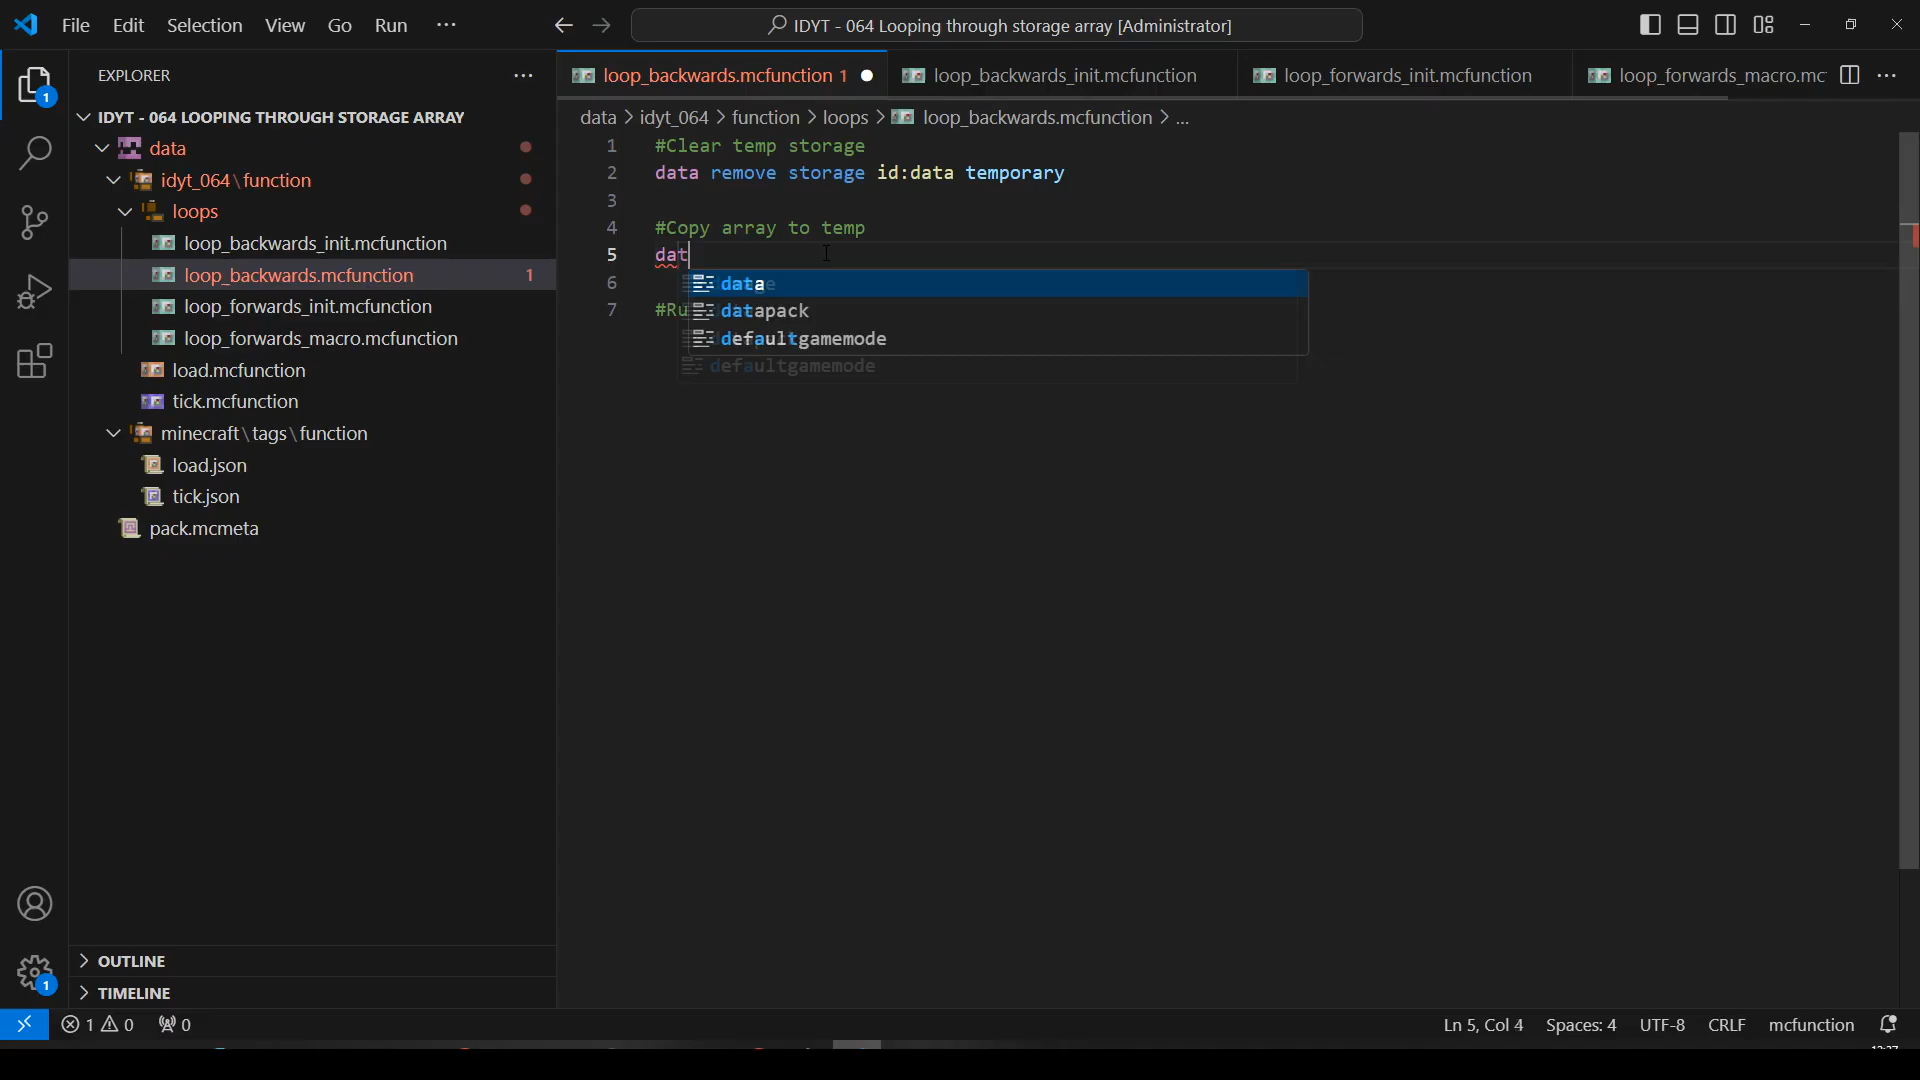 File Edit Selection View Go Run ...
IDYT - 064 Looping through storage array [Administrator]
EXPLORER
IDYT - 064 LOOPING THROUGH STORAGE ARRAY
data
idyt_064\function
loops
loop_backwards_init.mcfunction
loop_backwards.mcfunction 1
loop_forwards_init.mcfunction
loop_forwards_macro.mcfunction
load.mcfunction
tick.mcfunction
minecraft\tags\function
load.json
tick.json
pack.mcmeta
OUTLINE
TIMELINE
1
1
loop_backwards.mcfunction 1
loop_backwards_init.mcfunction
loop_forwards_init.mcfunction
loop_forwards_macro.mc
data > idyt_064 > function > loops > loop_backwards.mcfunction > ...
1 #Clear temp storage
2 data remove storage id:data temporary
3
4 #Copy array to temp
5 dat
6
7 #Ru
data
datapack
defaultgamemode
defaultgamemode
1 0 0
Ln 5, Col 4 Spaces: 4 UTF-8 CRLF mcfunction